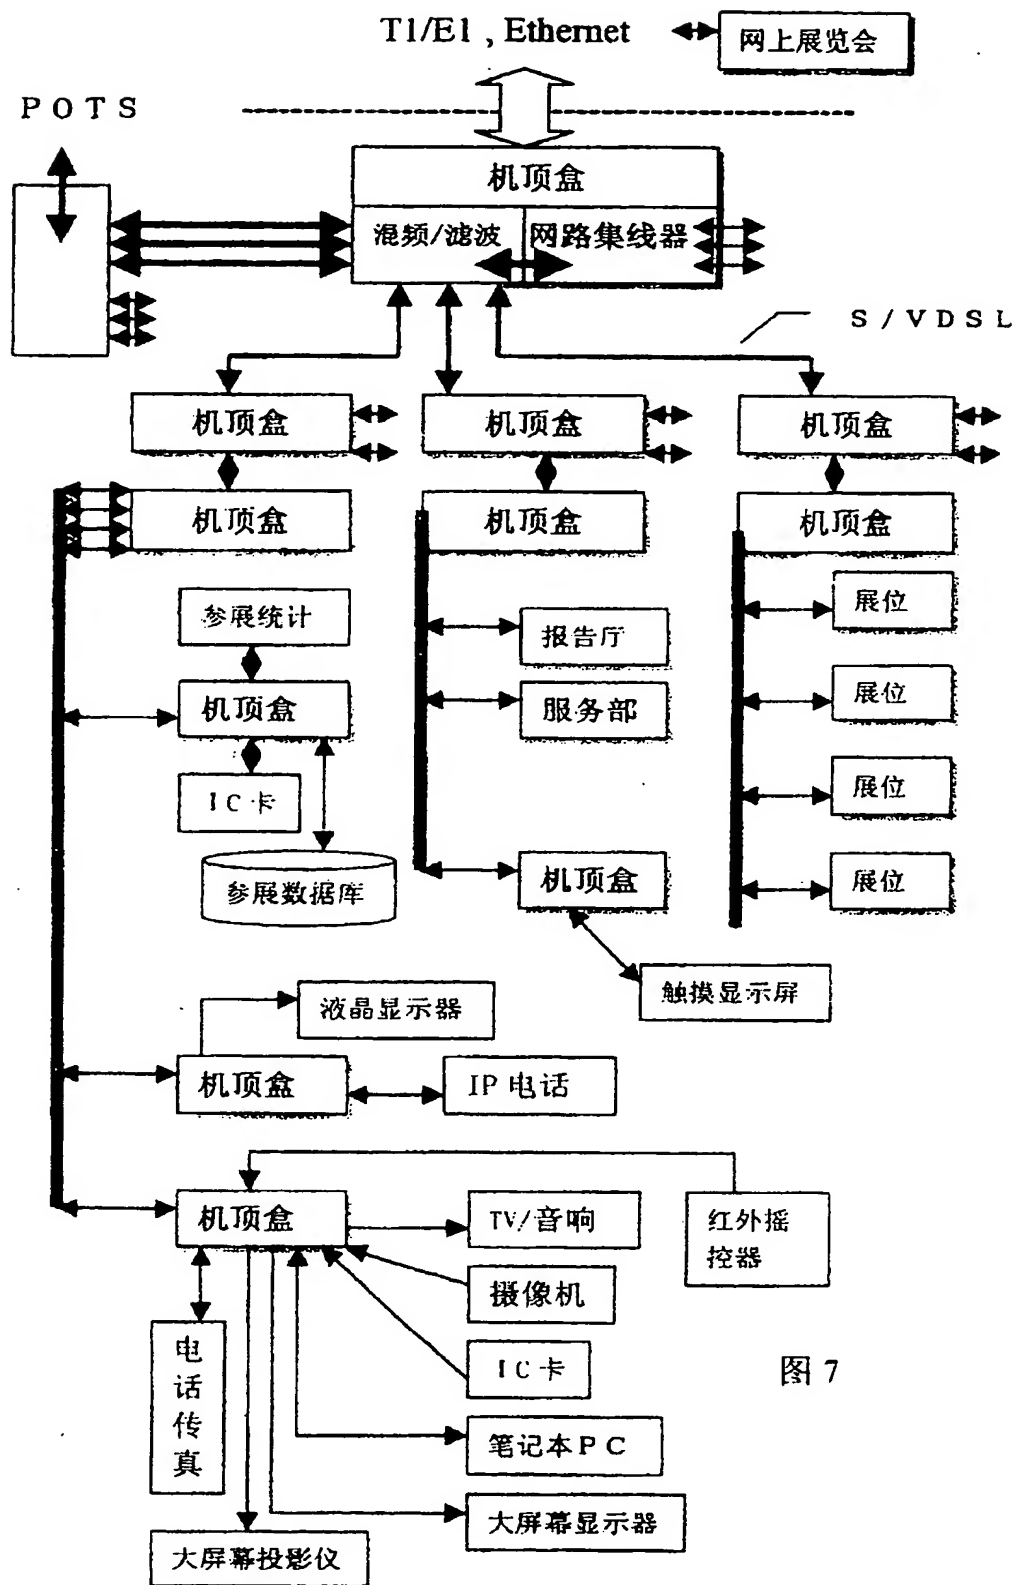 T1/E1 , Ethernet
网上展览会
POTS
机顶盒
混频/滤波
网路集线器
S/VDSL
机顶盒
机顶盒
机顶盒
机顶盒
机顶盒
机顶盒
参展统计
机顶盒
IC卡
参展数据库
报告厅
服务部
机顶盒
触摸显示屏
展位
展位
展位
展位
液晶显示器
机顶盒
IP 电话
机顶盒
TV/音响
红外摇
控器
摄像机
IC卡
电
话
传
真
笔记本PC
大屏幕显示器
大屏幕投影仪
图 7